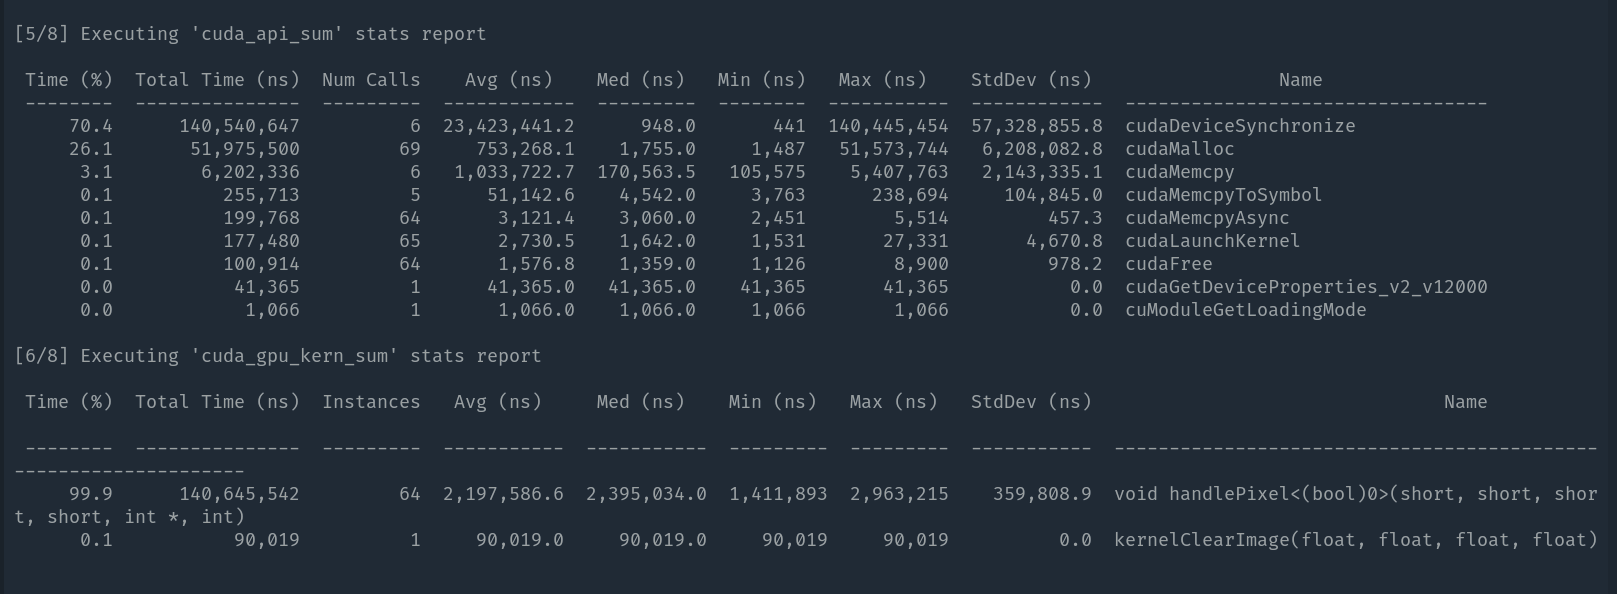 [5/8] Executing 'cuda_api_sum' stats report
Time (%)  Total Time (ns)  Num Calls    Avg (ns)    Med (ns)   Min (ns)   Max (ns)    StdDev (ns)                 Name
--------  ---------------  ---------  ------------  ---------  --------  -----------  ------------  ---------------------------------
    70.4      140,540,647          6  23,423,441.2      948.0       441  140,445,454  57,328,855.8  cudaDeviceSynchronize
    26.1       51,975,500         69     753,268.1    1,755.0     1,487   51,573,744   6,208,082.8  cudaMalloc
     3.1        6,202,336          6   1,033,722.7  170,563.5   105,575    5,407,763   2,143,335.1  cudaMemcpy
     0.1          255,713          5      51,142.6    4,542.0     3,763      238,694     104,845.0  cudaMemcpyToSymbol
     0.1          199,768         64       3,121.4    3,060.0     2,451        5,514         457.3  cudaMemcpyAsync
     0.1          177,480         65       2,730.5    1,642.0     1,531       27,331       4,670.8  cudaLaunchKernel
     0.1          100,914         64       1,576.8    1,359.0     1,126        8,900         978.2  cudaFree
     0.0           41,365          1      41,365.0   41,365.0    41,365       41,365           0.0  cudaGetDeviceProperties_v2_v12000
     0.0            1,066          1       1,066.0    1,066.0     1,066        1,066           0.0  cuModuleGetLoadingMode
[6/8] Executing 'cuda_gpu_kern_sum' stats report
Time (%)  Total Time (ns)  Instances   Avg (ns)     Med (ns)    Min (ns)   Max (ns)   StdDev (ns)                                Name
--------  ---------------  ---------  -----------  -----------  ---------  ---------  -----------  --------------------------------------------
---------------------
    99.9      140,645,542         64  2,197,586.6  2,395,034.0  1,411,893  2,963,215    359,808.9  void handlePixel<(bool)0>(short, short, shor
t, short, int *, int)
     0.1           90,019          1     90,019.0     90,019.0     90,019     90,019          0.0  kernelClearImage(float, float, float, float)